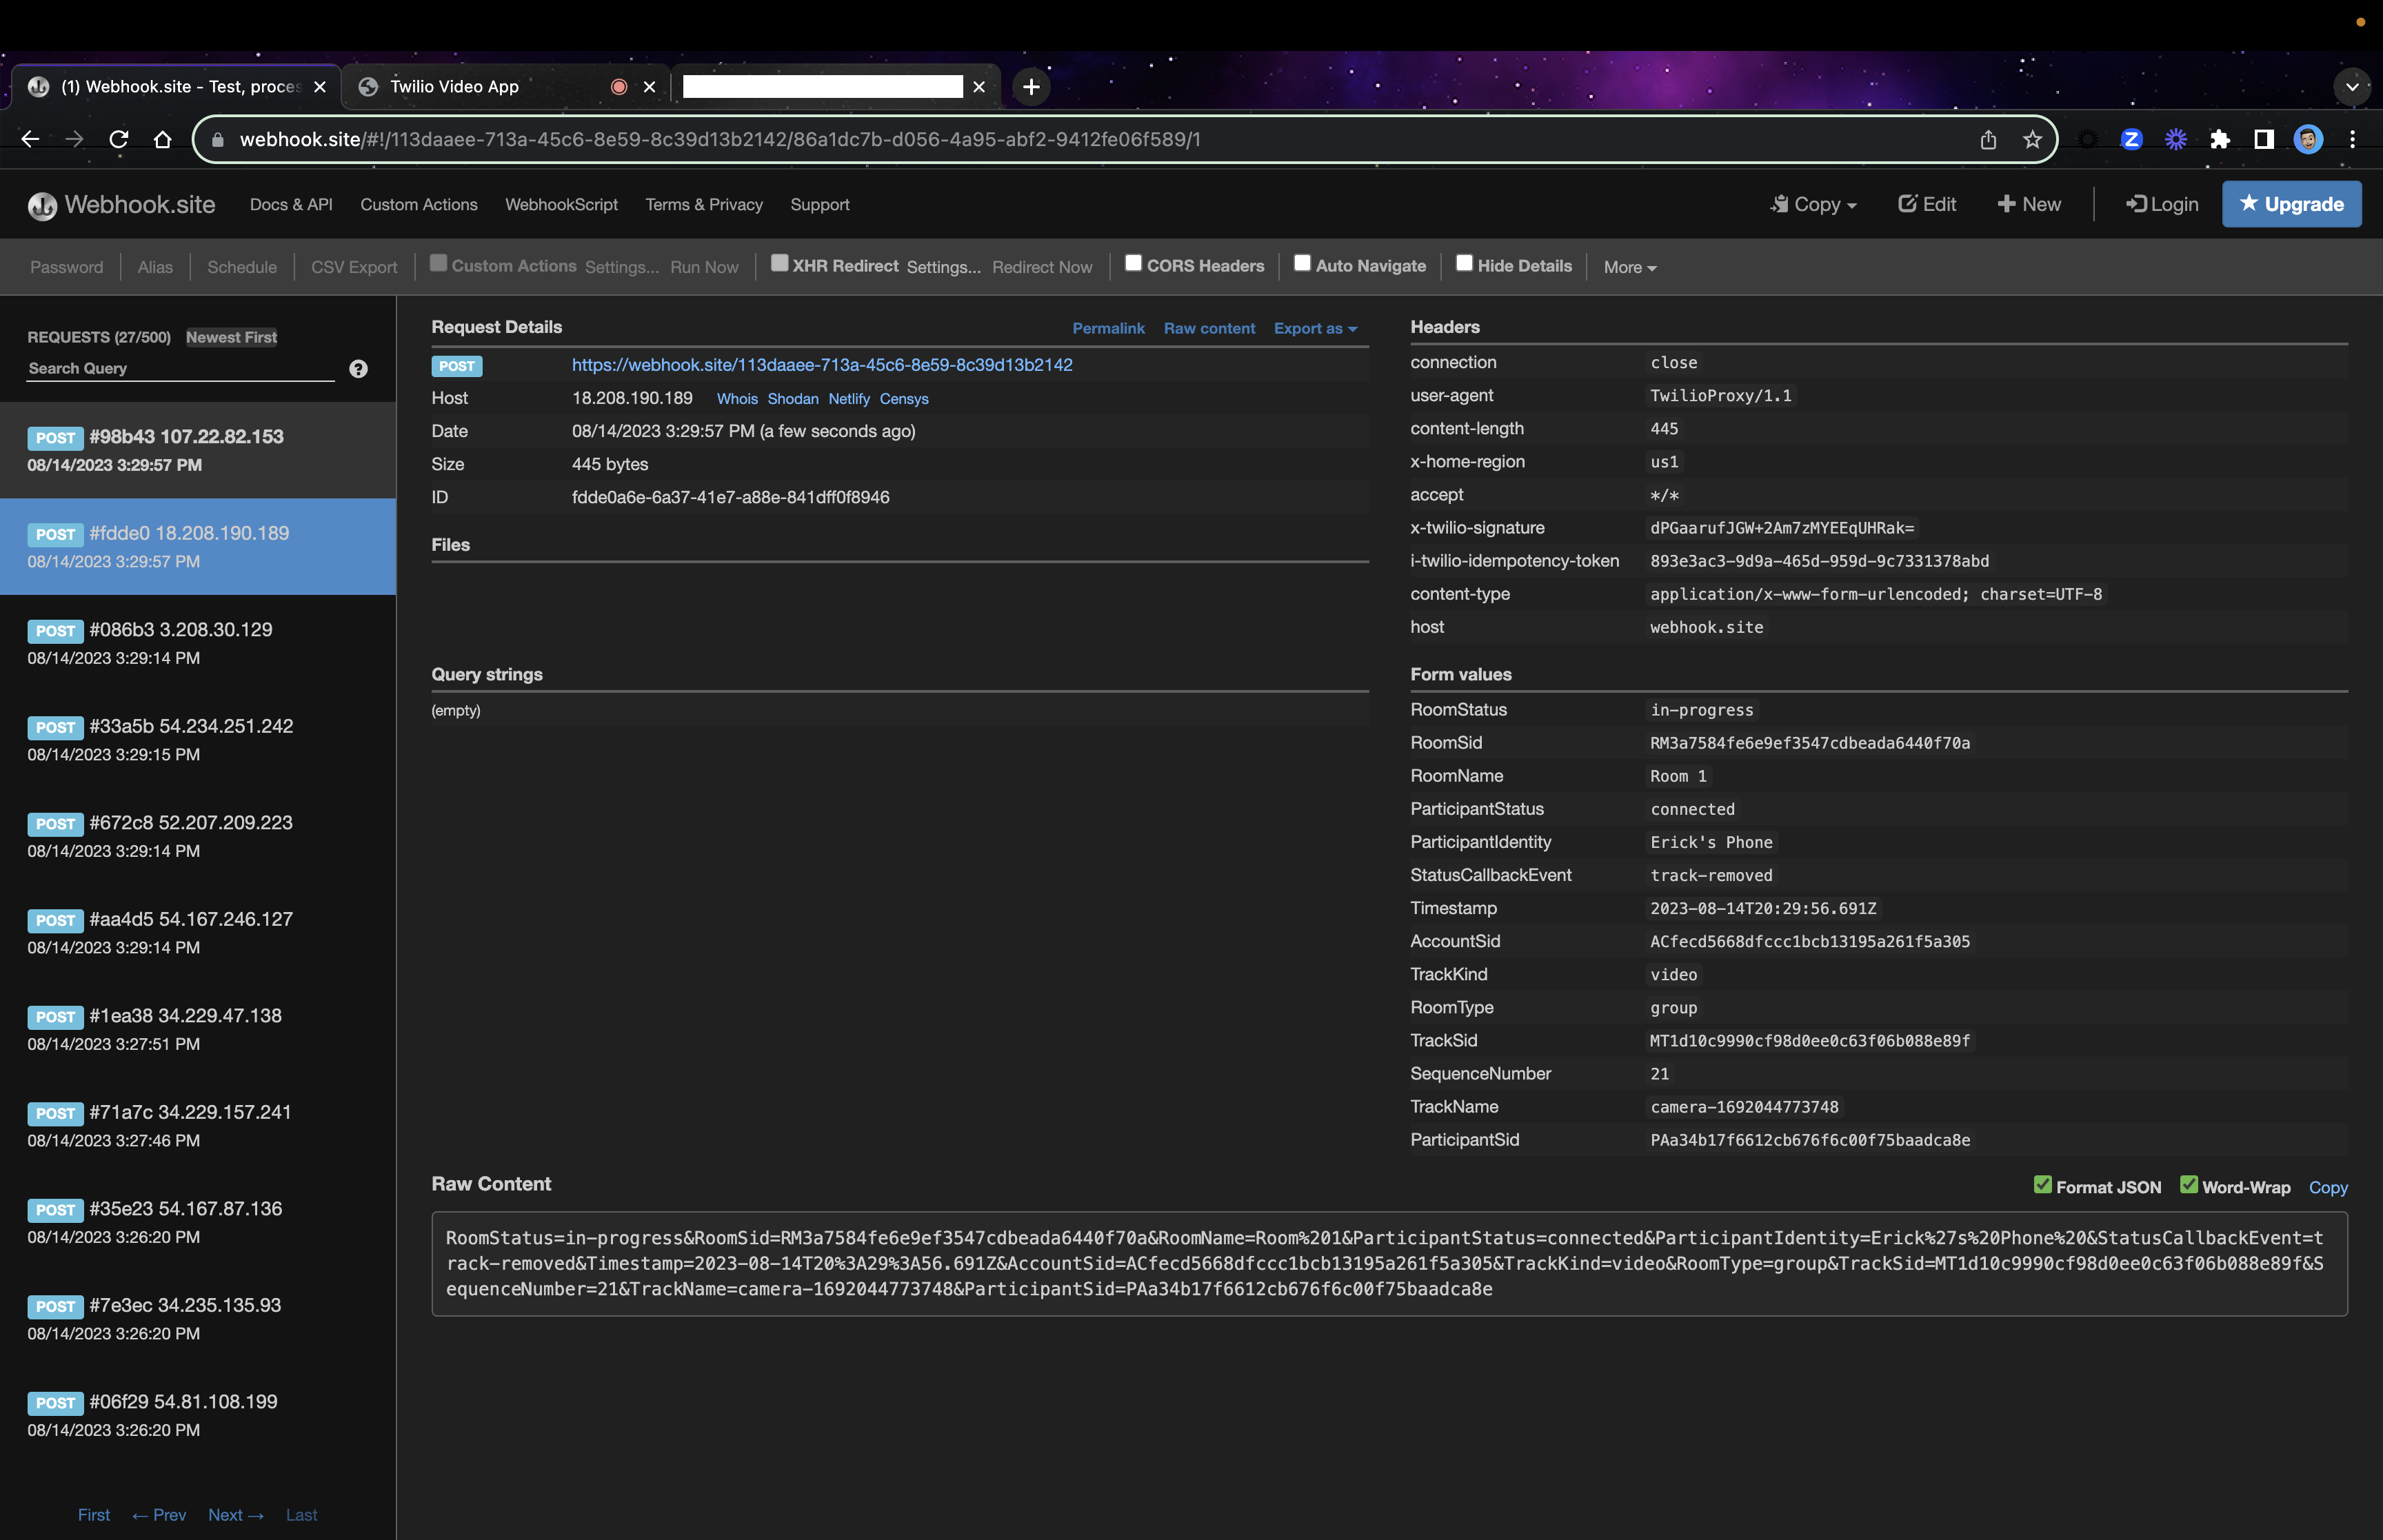 (1) Webhook.site - Test, proces
Twilio Video App
webhook.site/#!/113daaee-713a-45c6-8e59-8c39d13b2142/86a1dc7b-d056-4a95-abf2-9412fe06f589/1
Webhook.site Docs & API Custom Actions WebhookScript Terms & Privacy Support Copy Edit New Login Upgrade
Password Alias Schedule CSV Export Custom Actions Settings... Run Now XHR Redirect Settings... Redirect Now CORS Headers Auto Navigate Hide Details More
REQUESTS (27/500) Newest First
Search Query
POST #98b43 107.22.82.153
08/14/2023 3:29:57 PM
POST #fdde0 18.208.190.189
08/14/2023 3:29:57 PM
POST #086b3 3.208.30.129
08/14/2023 3:29:14 PM
POST #33a5b 54.234.251.242
08/14/2023 3:29:15 PM
POST #672c8 52.207.209.223
08/14/2023 3:29:14 PM
POST #aa4d5 54.167.246.127
08/14/2023 3:29:14 PM
POST #1ea38 34.229.47.138
08/14/2023 3:27:51 PM
POST #71a7c 34.229.157.241
08/14/2023 3:27:46 PM
POST #35e23 54.167.87.136
08/14/2023 3:26:20 PM
POST #7e3ec 34.235.135.93
08/14/2023 3:26:20 PM
POST #06f29 54.81.108.199
08/14/2023 3:26:20 PM
First ← Prev Next → Last
Request Details Permalink Raw content Export as
POST https://webhook.site/113daaee-713a-45c6-8e59-8c39d13b2142
Host 18.208.190.189 Whois Shodan Netlify Censys
Date 08/14/2023 3:29:57 PM (a few seconds ago)
Size 445 bytes
ID fdde0a6e-6a37-41e7-a88e-841dff0f8946
Files
Query strings
(empty)
Headers
connection close
user-agent TwilioProxy/1.1
content-length 445
x-home-region us1
accept */*
x-twilio-signature dPGaarufJGW+2Am7zMYEEqUHRak=
i-twilio-idempotency-token 893e3ac3-9d9a-465d-959d-9c7331378abd
content-type application/x-www-form-urlencoded; charset=UTF-8
host webhook.site
Form values
RoomStatus in-progress
RoomSid RM3a7584fe6e9ef3547cdbeada6440f70a
RoomName Room 1
ParticipantStatus connected
ParticipantIdentity Erick's Phone
StatusCallbackEvent track-removed
Timestamp 2023-08-14T20:29:56.691Z
AccountSid ACfecd5668dfccc1bcb13195a261f5a305
TrackKind video
RoomType group
TrackSid MT1d10c9990cf98d0ee0c63f06b088e89f
SequenceNumber 21
TrackName camera-1692044773748
ParticipantSid PAa34b17f6612cb676f6c00f75baadca8e
Raw Content Format JSON Word-Wrap Copy
RoomStatus=in-progress&RoomSid=RM3a7584fe6e9ef3547cdbeada6440f70a&RoomName=Room%201&ParticipantStatus=connected&ParticipantIdentity=Erick%27s%20Phone%20&StatusCallbackEvent=t
rack-removed&Timestamp=2023-08-14T20%3A29%3A56.691Z&AccountSid=ACfecd5668dfccc1bcb13195a261f5a305&TrackKind=video&RoomType=group&TrackSid=MT1d10c9990cf98d0ee0c63f06b088e89f&S
equenceNumber=21&TrackName=camera-1692044773748&ParticipantSid=PAa34b17f6612cb676f6c00f75baadca8e